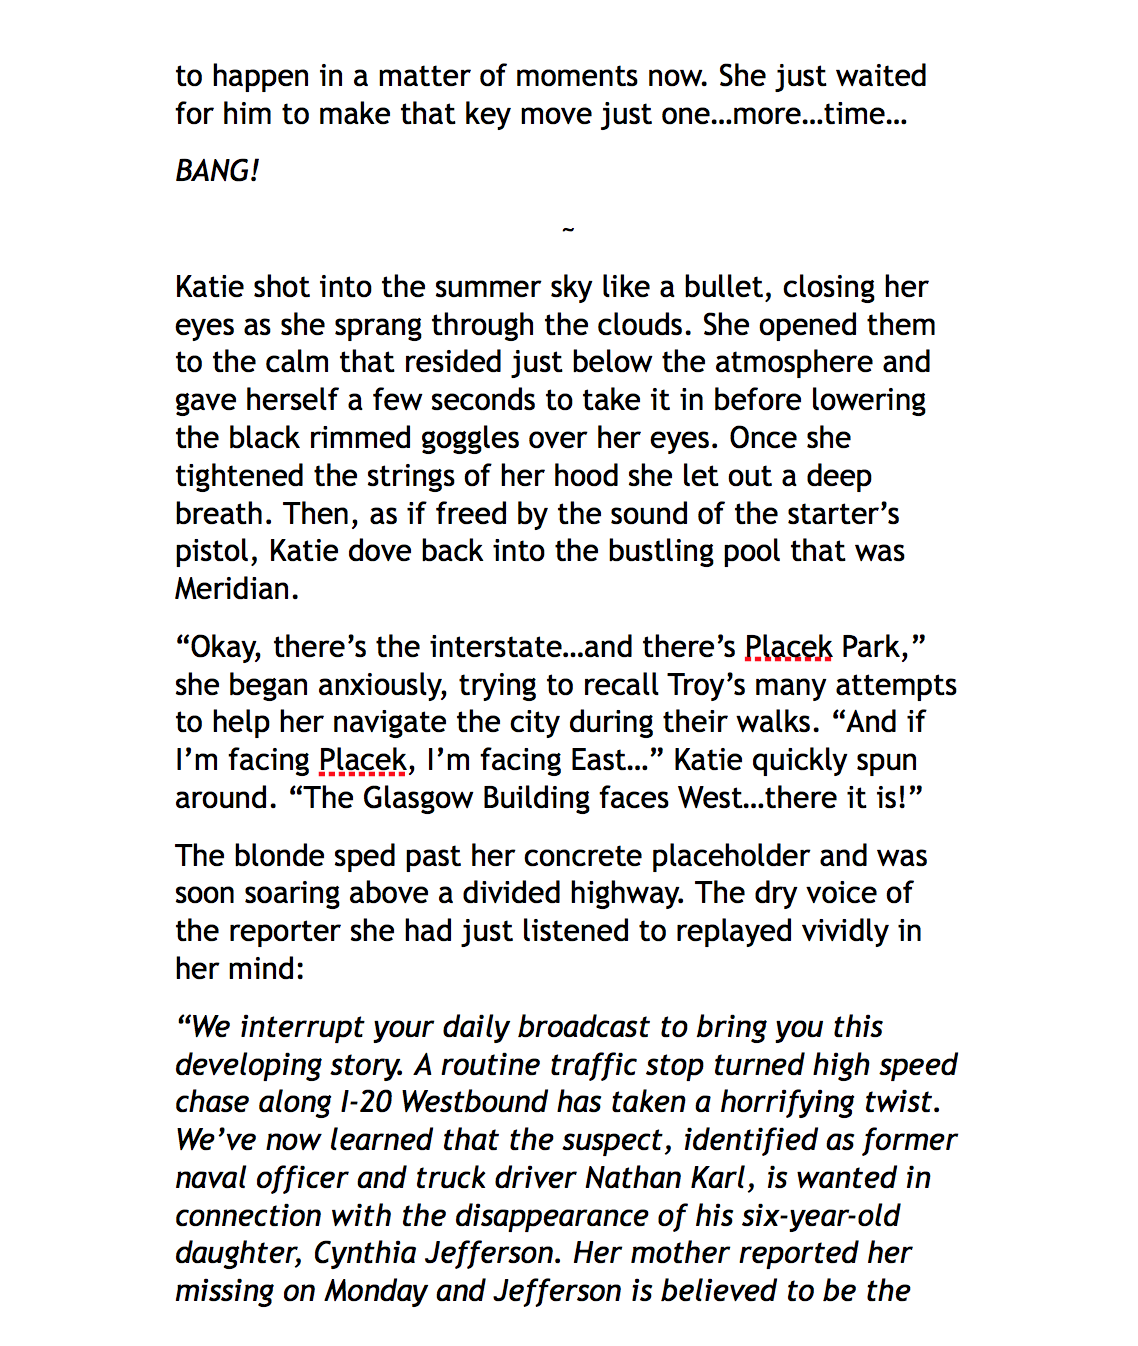 to happen in a matter of moments now. She just waited
for him to make that key move just one…more…time…
BANG!
~
Katie shot into the summer sky like a bullet, closing her
eyes as she sprang through the clouds. She opened them
to the calm that resided just below the atmosphere and
gave herself a few seconds to take it in before lowering
the black rimmed goggles over her eyes. Once she
tightened the strings of her hood she let out a deep
breath. Then, as if freed by the sound of the starter’s
pistol, Katie dove back into the bustling pool that was
Meridian.
“Okay, there’s the interstate…and there’s Placek Park,”
she began anxiously, trying to recall Troy’s many attempts
to help her navigate the city during their walks. “And if
I’m facing Placek, I’m facing East…” Katie quickly spun
around. “The Glasgow Building faces West…there it is!”
The blonde sped past her concrete placeholder and was
soon soaring above a divided highway. The dry voice of
the reporter she had just listened to replayed vividly in
her mind:
“We interrupt your daily broadcast to bring you this
developing story. A routine traffic stop turned high speed
chase along I-20 Westbound has taken a horrifying twist.
We’ve now learned that the suspect, identified as former
naval officer and truck driver Nathan Karl, is wanted in
connection with the disappearance of his six-year-old
daughter, Cynthia Jefferson. Her mother reported her
missing on Monday and Jefferson is believed to be the